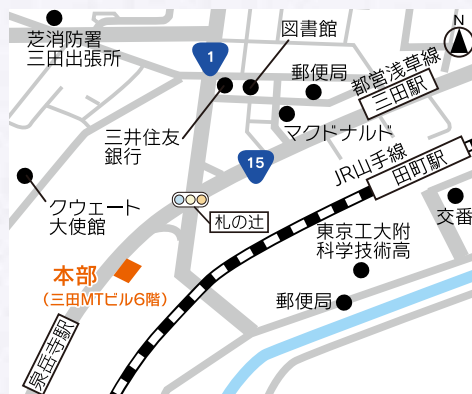 芝消防署
三田出張所
図書館
N
1
郵便局
都営浅草線
三田駅
三井住友
銀行
マクドナルド
15
JR山手線
田町駅
クウェート
大使館
札の辻
交番
東京工大附
科学技術高
本部
（三田MTビル6階）
郵便局
泉岳寺駅